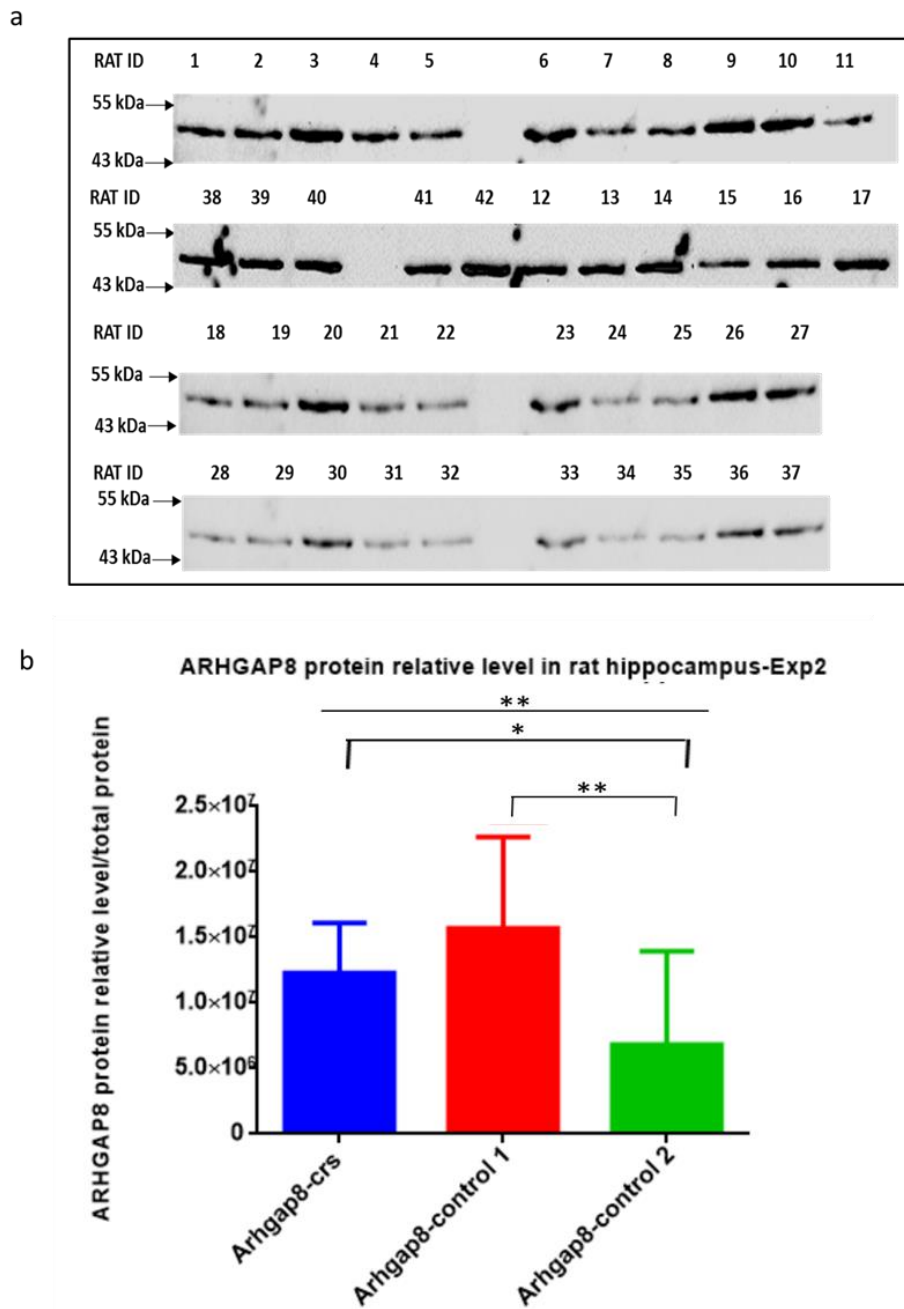 a
RAT ID 1 2 3 4 5 6 7 8 9 10 11
55 kDa
43 kDa
RAT ID 38 39 40 41 42 12 13 14 15 16 17
55 kDa
43 kDa
RAT ID 18 19 20 21 22 23 24 25 26 27
55 kDa
43 kDa
RAT ID 28 29 30 31 32 33 34 35 36 37
55 kDa
43 kDa
b
ARHGAP8 protein relative level in rat hippocampus-Exp2
**
*
**
ARHGAP8 protein relative level/total protein
2.5×10⁷
2.0×10⁷
1.5×10⁷
1.0×10⁷
5.0×10⁶
0
Arhgap8-crs
Arhgap8-control 1
Arhgap8-control 2